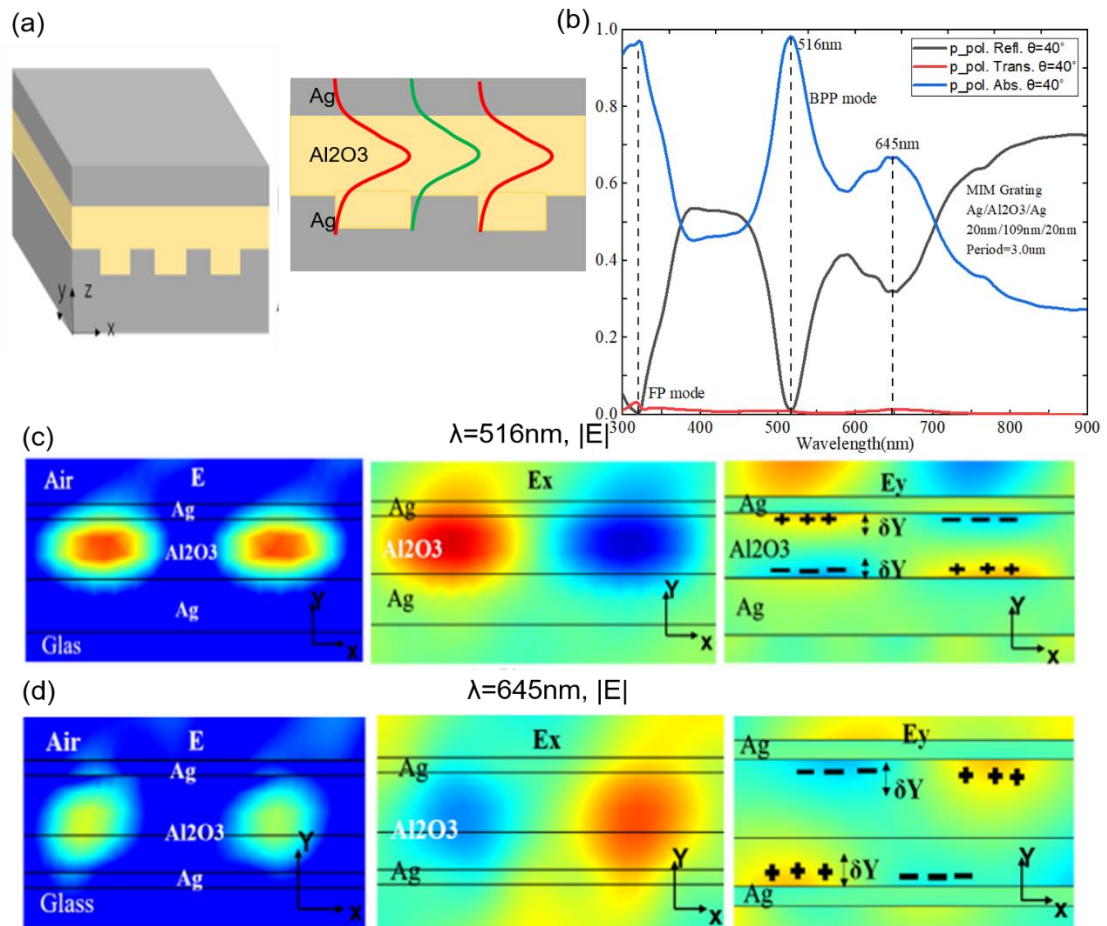 (a)
y
z
x
Ag
Al2O3
Ag
(b)
1.0
0.8
0.6
0.4
0.2
0.0
300
400
500
600
700
800
900
Wavelength(nm)
516nm
BPP mode
645nm
FP mode
p_pol. Refl. θ=40°
p_pol. Trans. θ=40°
p_pol. Abs. θ=40°
MIM Grating
Ag/Al2O3/Ag
20nm/109nm/20nm
Period=3.0um
(c)
λ=516nm, |E|
Air
E
Ag
Al2O3
Ag
Glas
Y
X
Ex
Ag
Al2O3
Ag
Y
X
Ey
Ag
+ + +
– – –
δY
Al2O3
– – –
δY
+ + +
Ag
Y
X
(d)
λ=645nm, |E|
Air
E
Ag
Al2O3
Ag
Glass
Y
X
Ex
Ag
Al2O3
Ag
Y
X
Ey
Ag
– – –
δY
+ + +
+ + +
δY
– – –
Ag
Y
X